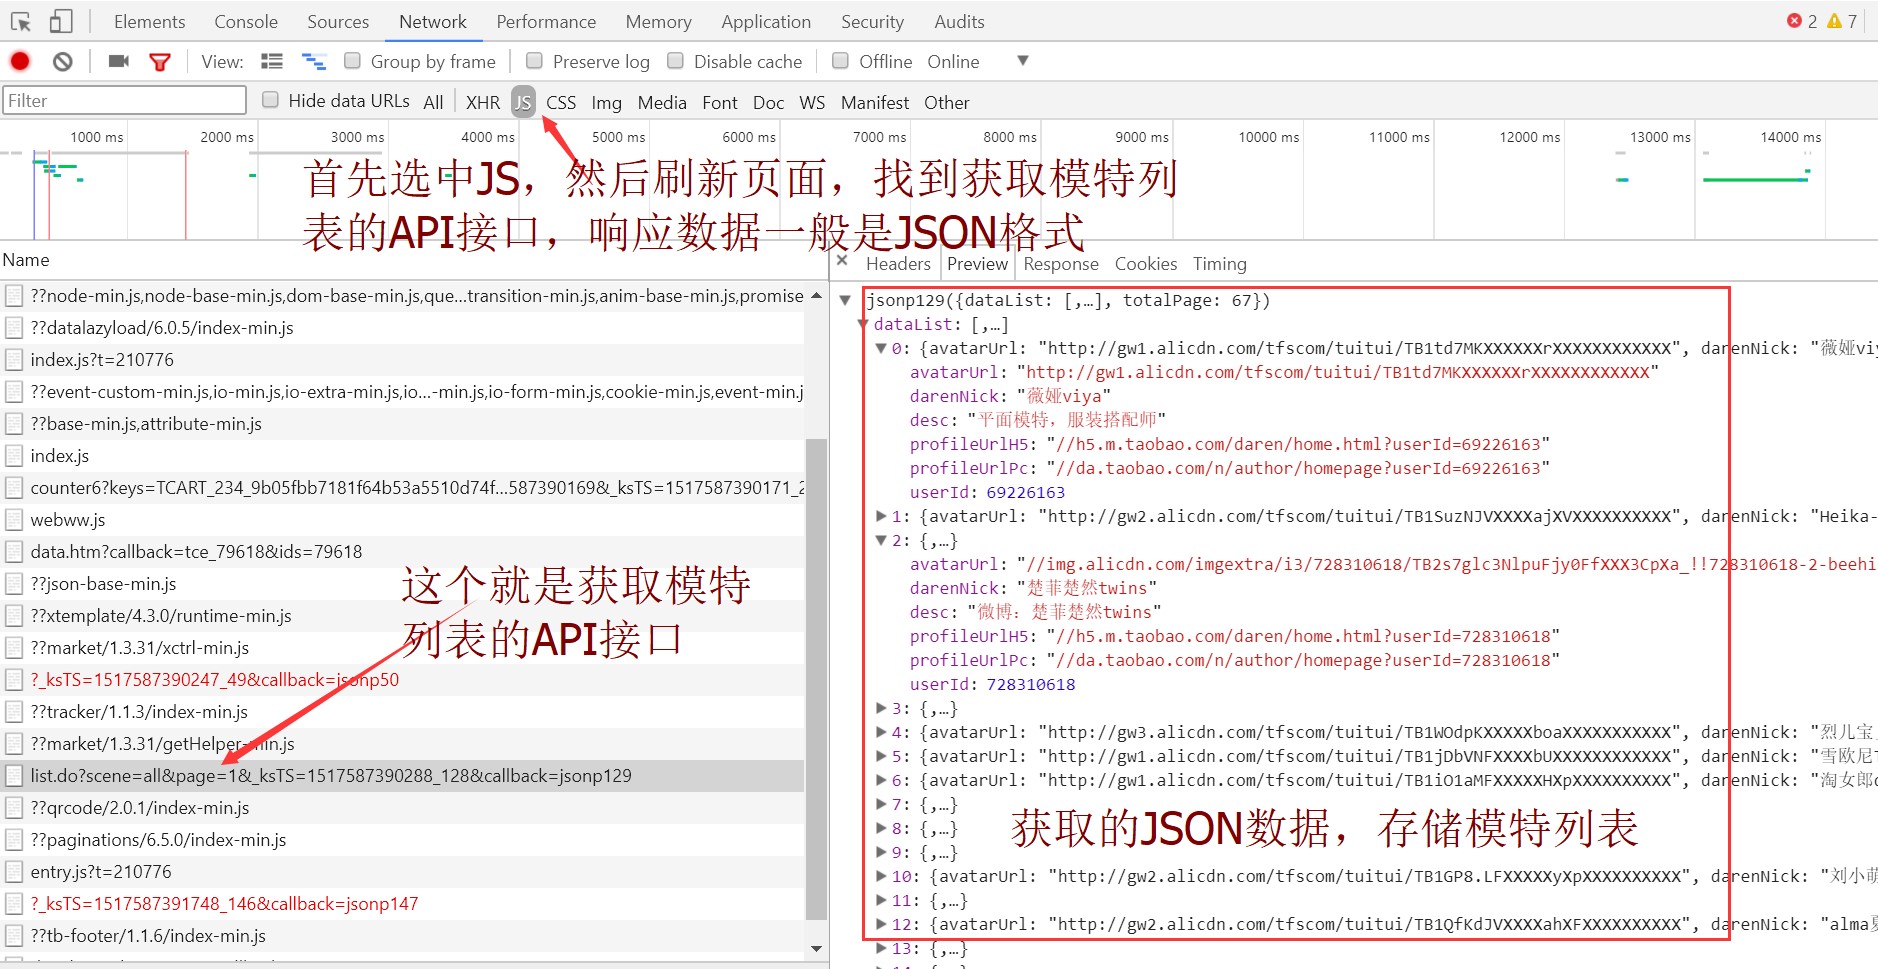 Elements Console Sources Network Performance Memory Application Security Audits 2 7
View: Group by frame Preserve log Disable cache Offline Online
Filter Hide data URLs All XHR JS CSS Img Media Font Doc WS Manifest Other
1000 ms 2000 ms 3000 ms 4000 ms 5000 ms 6000 ms 7000 ms 8000 ms 9000 ms 10000 ms 11000 ms 12000 ms 13000 ms 14000 ms
首先选中JS，然后刷新页面，找到获取模特列
表的API接口，响应数据一般是JSON格式
Name
??node-min.js,node-base-min.js,dom-base-min.js,que...transition-min.js,anim-base-min.js,promise
??datalazyload/6.0.5/index-min.js
index.js?t=210776
??event-custom-min.js,io-min.js,io-extra-min.js,io...-min.js,io-form-min.js,cookie-min.js,event-min.j
??base-min.js,attribute-min.js
index.js
counter6?keys=TCART_234_9b05fbb7181f64b53a5510d74f...587390169&_ksTS=1517587390171_2
webww.js
data.htm?callback=tce_79618&ids=79618
??json-base-min.js
??xtemplate/4.3.0/runtime-min.js
??market/1.3.31/xctrl-min.js
?_ksTS=1517587390247_49&callback=jsonp50
??tracker/1.1.3/index-min.js
??market/1.3.31/getHelper-min.js
list.do?scene=all&page=1&_ksTS=1517587390288_128&callback=jsonp129
??qrcode/2.0.1/index-min.js
??paginations/6.5.0/index-min.js
entry.js?t=210776
?_ksTS=1517587391748_146&callback=jsonp147
??tb-footer/1.1.6/index-min.js
这个就是获取模特
列表的API接口
Headers Preview Response Cookies Timing
jsonp129({dataList: [,…], totalPage: 67})
dataList: [,…]
0: {avatarUrl: "http://gw1.alicdn.com/tfscom/tuitui/TB1td7MKXXXXXXrXXXXXXXXXXXX", darenNick: "薇娅viy
avatarUrl: "http://gw1.alicdn.com/tfscom/tuitui/TB1td7MKXXXXXXrXXXXXXXXXXXX"
darenNick: "薇娅viya"
desc: "平面模特，服装搭配师"
profileUrlH5: "//h5.m.taobao.com/daren/home.html?userId=69226163"
profileUrlPc: "//da.taobao.com/n/author/homepage?userId=69226163"
userId: 69226163
1: {avatarUrl: "http://gw2.alicdn.com/tfscom/tuitui/TB1SuzNJVXXXXajXVXXXXXXXXXX", darenNick: "Heika-
2: {,…}
avatarUrl: "//img.alicdn.com/imgextra/i3/728310618/TB2s7glc3NlpuFjy0FfXXX3CpXa_!!728310618-2-beehi
darenNick: "楚菲楚然twins"
desc: "微博：楚菲楚然twins"
profileUrlH5: "//h5.m.taobao.com/daren/home.html?userId=728310618"
profileUrlPc: "//da.taobao.com/n/author/homepage?userId=728310618"
userId: 728310618
3: {,…}
4: {avatarUrl: "http://gw3.alicdn.com/tfscom/tuitui/TB1WOdpKXXXXXboaXXXXXXXXXXX", darenNick: "烈儿宝
5: {avatarUrl: "http://gw1.alicdn.com/tfscom/tuitui/TB1jDbVNFXXXXbUXXXXXXXXXXXX", darenNick: "雪欧尼T
6: {avatarUrl: "http://gw1.alicdn.com/tfscom/tuitui/TB1iO1aMFXXXXXHXpXXXXXXXXXX", darenNick: "淘女郎
7: {,…}
8: {,…}
9: {,…}
10: {avatarUrl: "http://gw2.alicdn.com/tfscom/tuitui/TB1GP8.LFXXXXXyXpXXXXXXXXXX", darenNick: "刘小萌
11: {,…}
12: {avatarUrl: "http://gw2.alicdn.com/tfscom/tuitui/TB1QfKdJVXXXXahXFXXXXXXXXXX", darenNick: "alma夏
13: {,…}
获取的JSON数据，存储模特列表